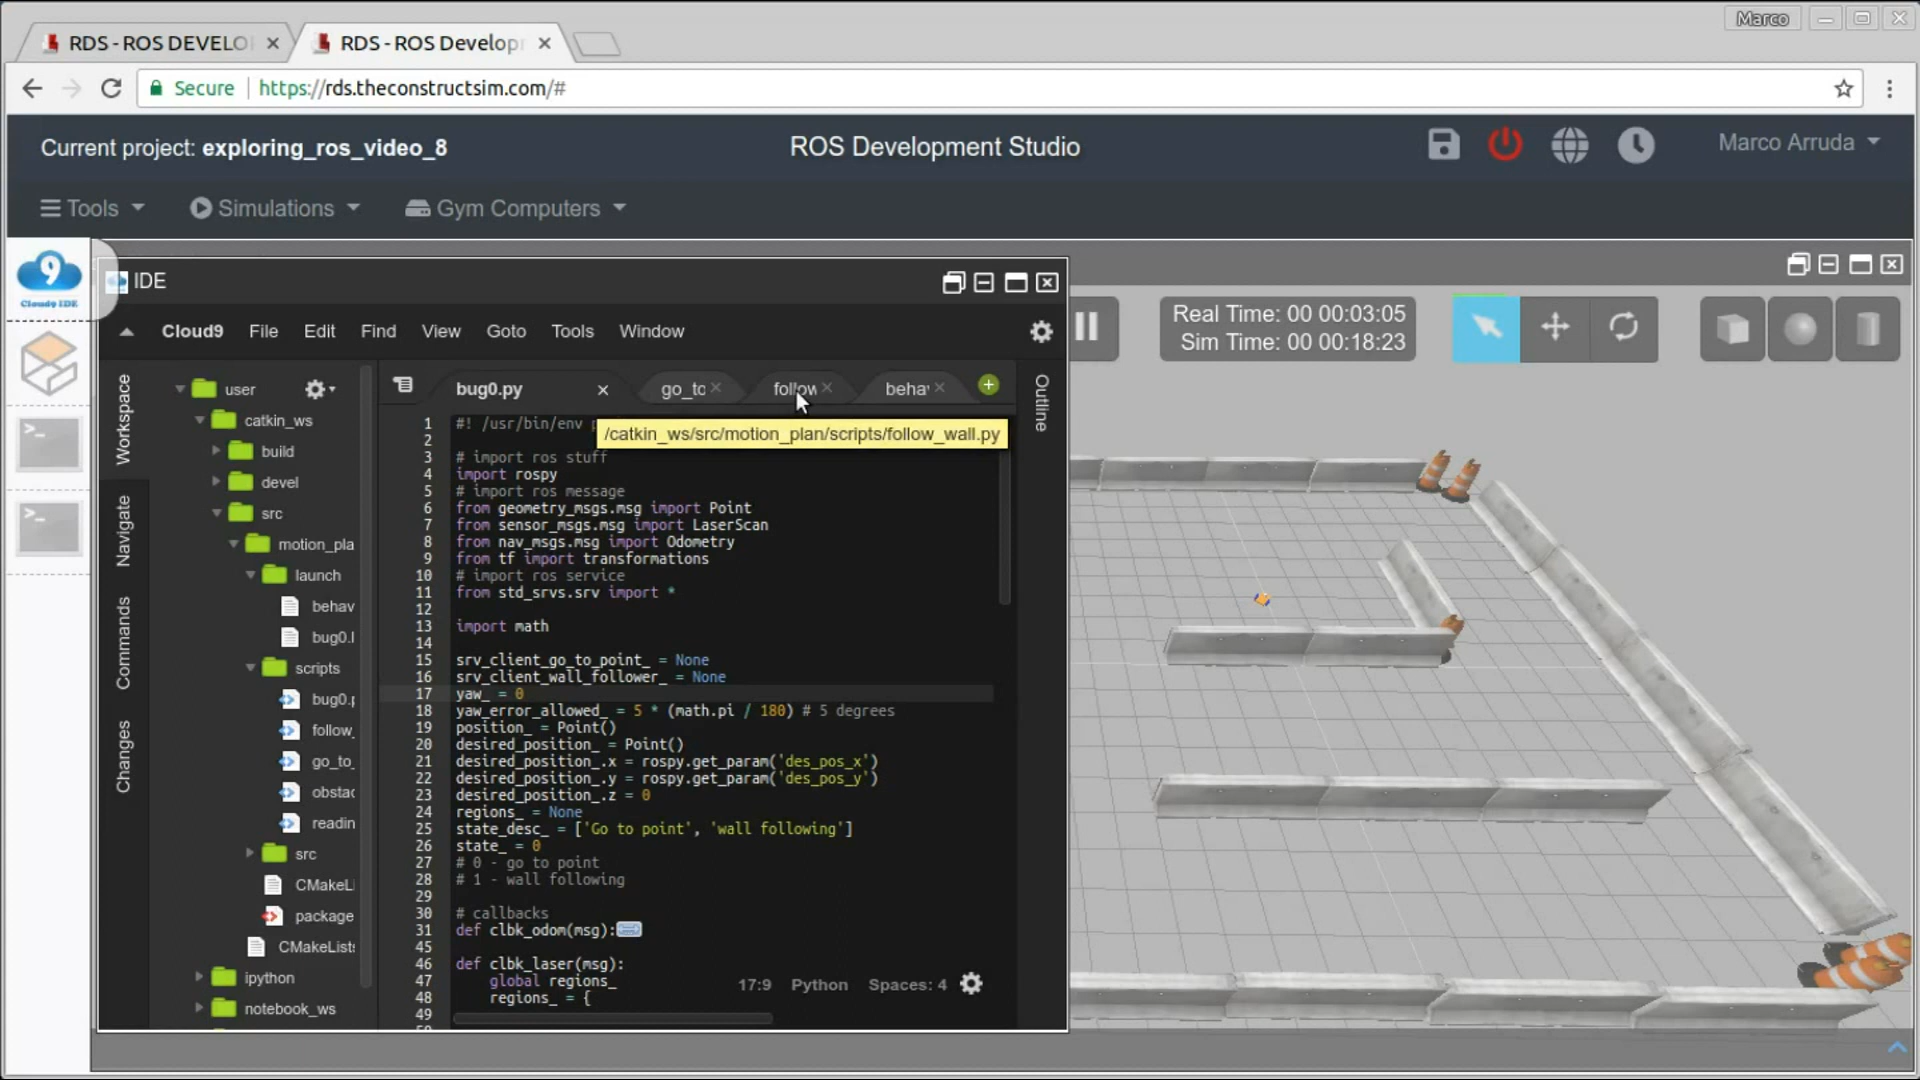 Marco
RDS - ROS DEVELO
RDS - ROS Develop
Secure
https://rds.theconstructsim.com/#
Current project: exploring_ros_video_8
ROS Development Studio
Marco Arruda
Tools
Simulations
Gym Computers
9
Cloud9 IDE
IDE
Cloud9 File Edit Find View Goto Tools Window
Real Time: 00 00:03:05
Sim Time: 00 00:18:23
Workspace
Navigate
Commands
Changes
Outline
user
catkin_ws
build
devel
src
motion_pla
launch
behav
bug0.l
scripts
bug0.p
follow_
go_to_
obstac
readin
src
CMakeL
package
CMakeLists
ipython
notebook_ws
bug0.py
go_to
follow
behav
/catkin_ws/src/motion_plan/scripts/follow_wall.py
1 #! /usr/bin/env p
2
3 # import ros stuff
4 import rospy
5 # import ros message
6 from geometry_msgs.msg import Point
7 from sensor_msgs.msg import LaserScan
8 from nav_msgs.msg import Odometry
9 from tf import transformations
10 # import ros service
11 from std_srvs.srv import *
12
13 import math
14
15 srv_client_go_to_point_ = None
16 srv_client_wall_follower_ = None
17 yaw_ = 0
18 yaw_error_allowed_ = 5 * (math.pi / 180) # 5 degrees
19 position_ = Point()
20 desired_position_ = Point()
21 desired_position_.x = rospy.get_param('des_pos_x')
22 desired_position_.y = rospy.get_param('des_pos_y')
23 desired_position_.z = 0
24 regions_ = None
25 state_desc_ = ['Go to point', 'wall following']
26 state_ = 0
27 # 0 - go to point
28 # 1 - wall following
29
30 # callbacks
31 def clbk_odom(msg):
45
46 def clbk_laser(msg):
47 global regions_
48 regions_ = {
49
17:9 Python Spaces: 4